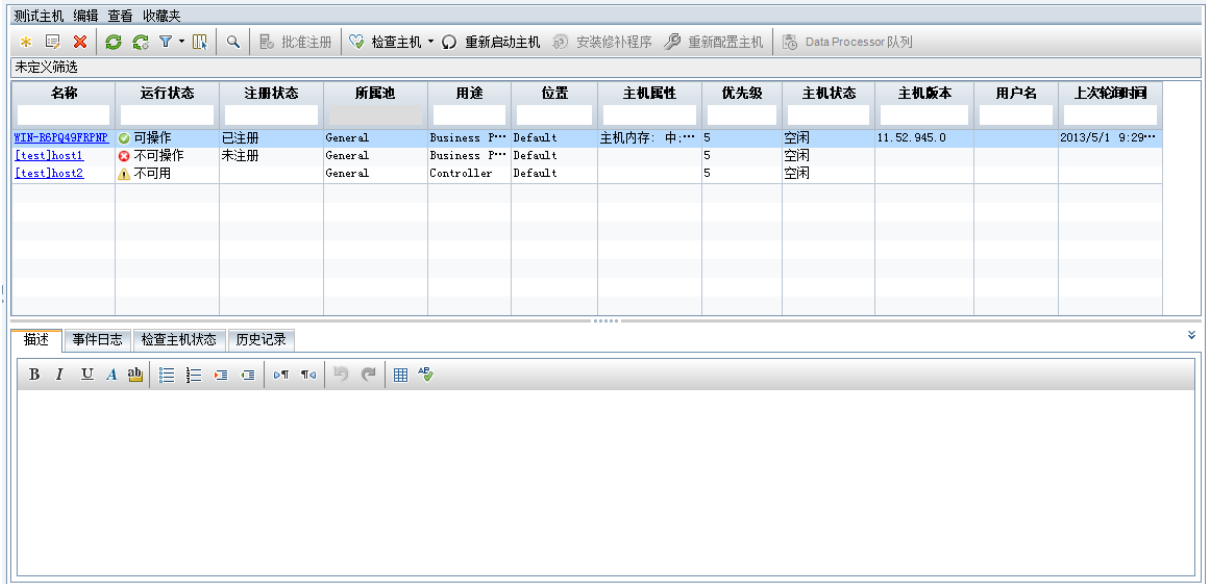 测试主机 编辑 查看 收藏夹
批准注册 检查主机 重新启动主机 安装修补程序 重新配置主机 Data Processor 队列
未定义筛选
名称 运行状态 注册状态 所属池 用途 位置 主机属性 优先级 主机状态 主机版本 用户名 上次轮询时间
WIN-R6PQ49FRPNP 可操作 已注册 General Business P… Default 主机内存: 中;… 5 空闲 11.52.945.0 2013/5/1 9:29…
[test]host1 不可操作 未注册 General Business P… Default 5 空闲
[test]host2 不可用 General Controller Default 5 空闲
描述 事件日志 检查主机状态 历史记录
B I U A ab